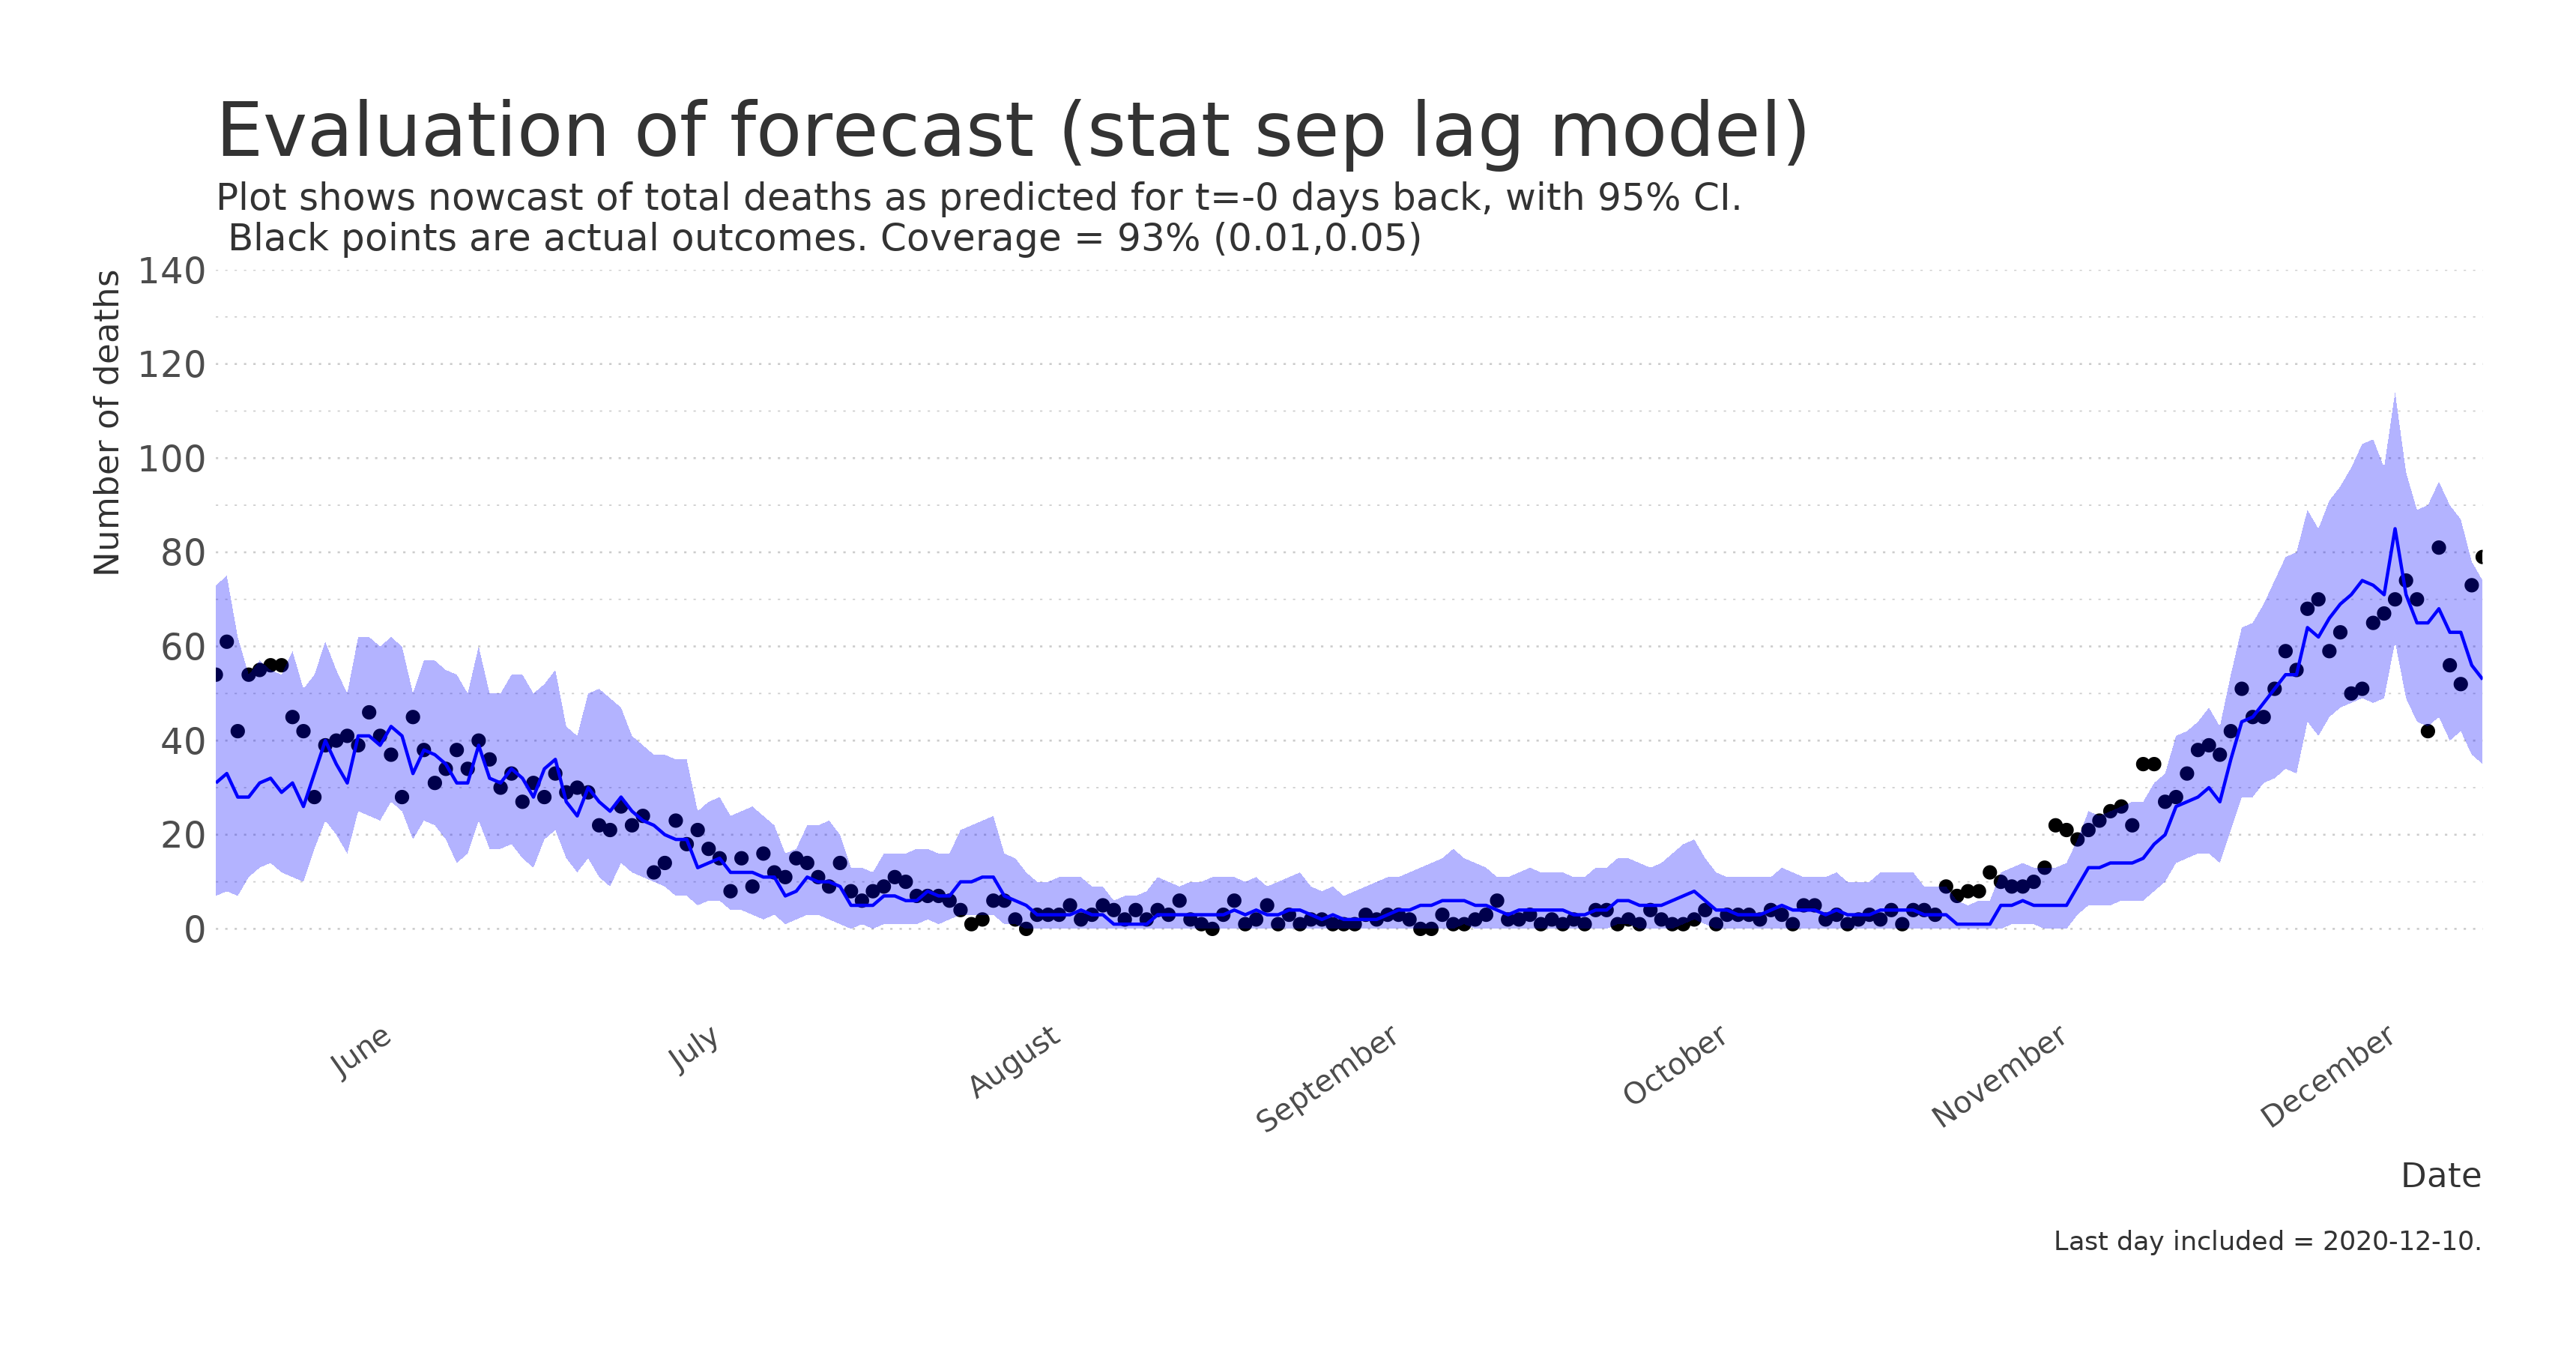 Evaluation of forecast (stat sep lag model)
Plot shows nowcast of total deaths as predicted for t=-0 days back, with 95% CI.
Black points are actual outcomes. Coverage = 93% (0.01,0.05)
Number of deaths
140
120
100
80
60
40
20
0
June
July
August
September
October
November
December
Date
Last day included = 2020-12-10.